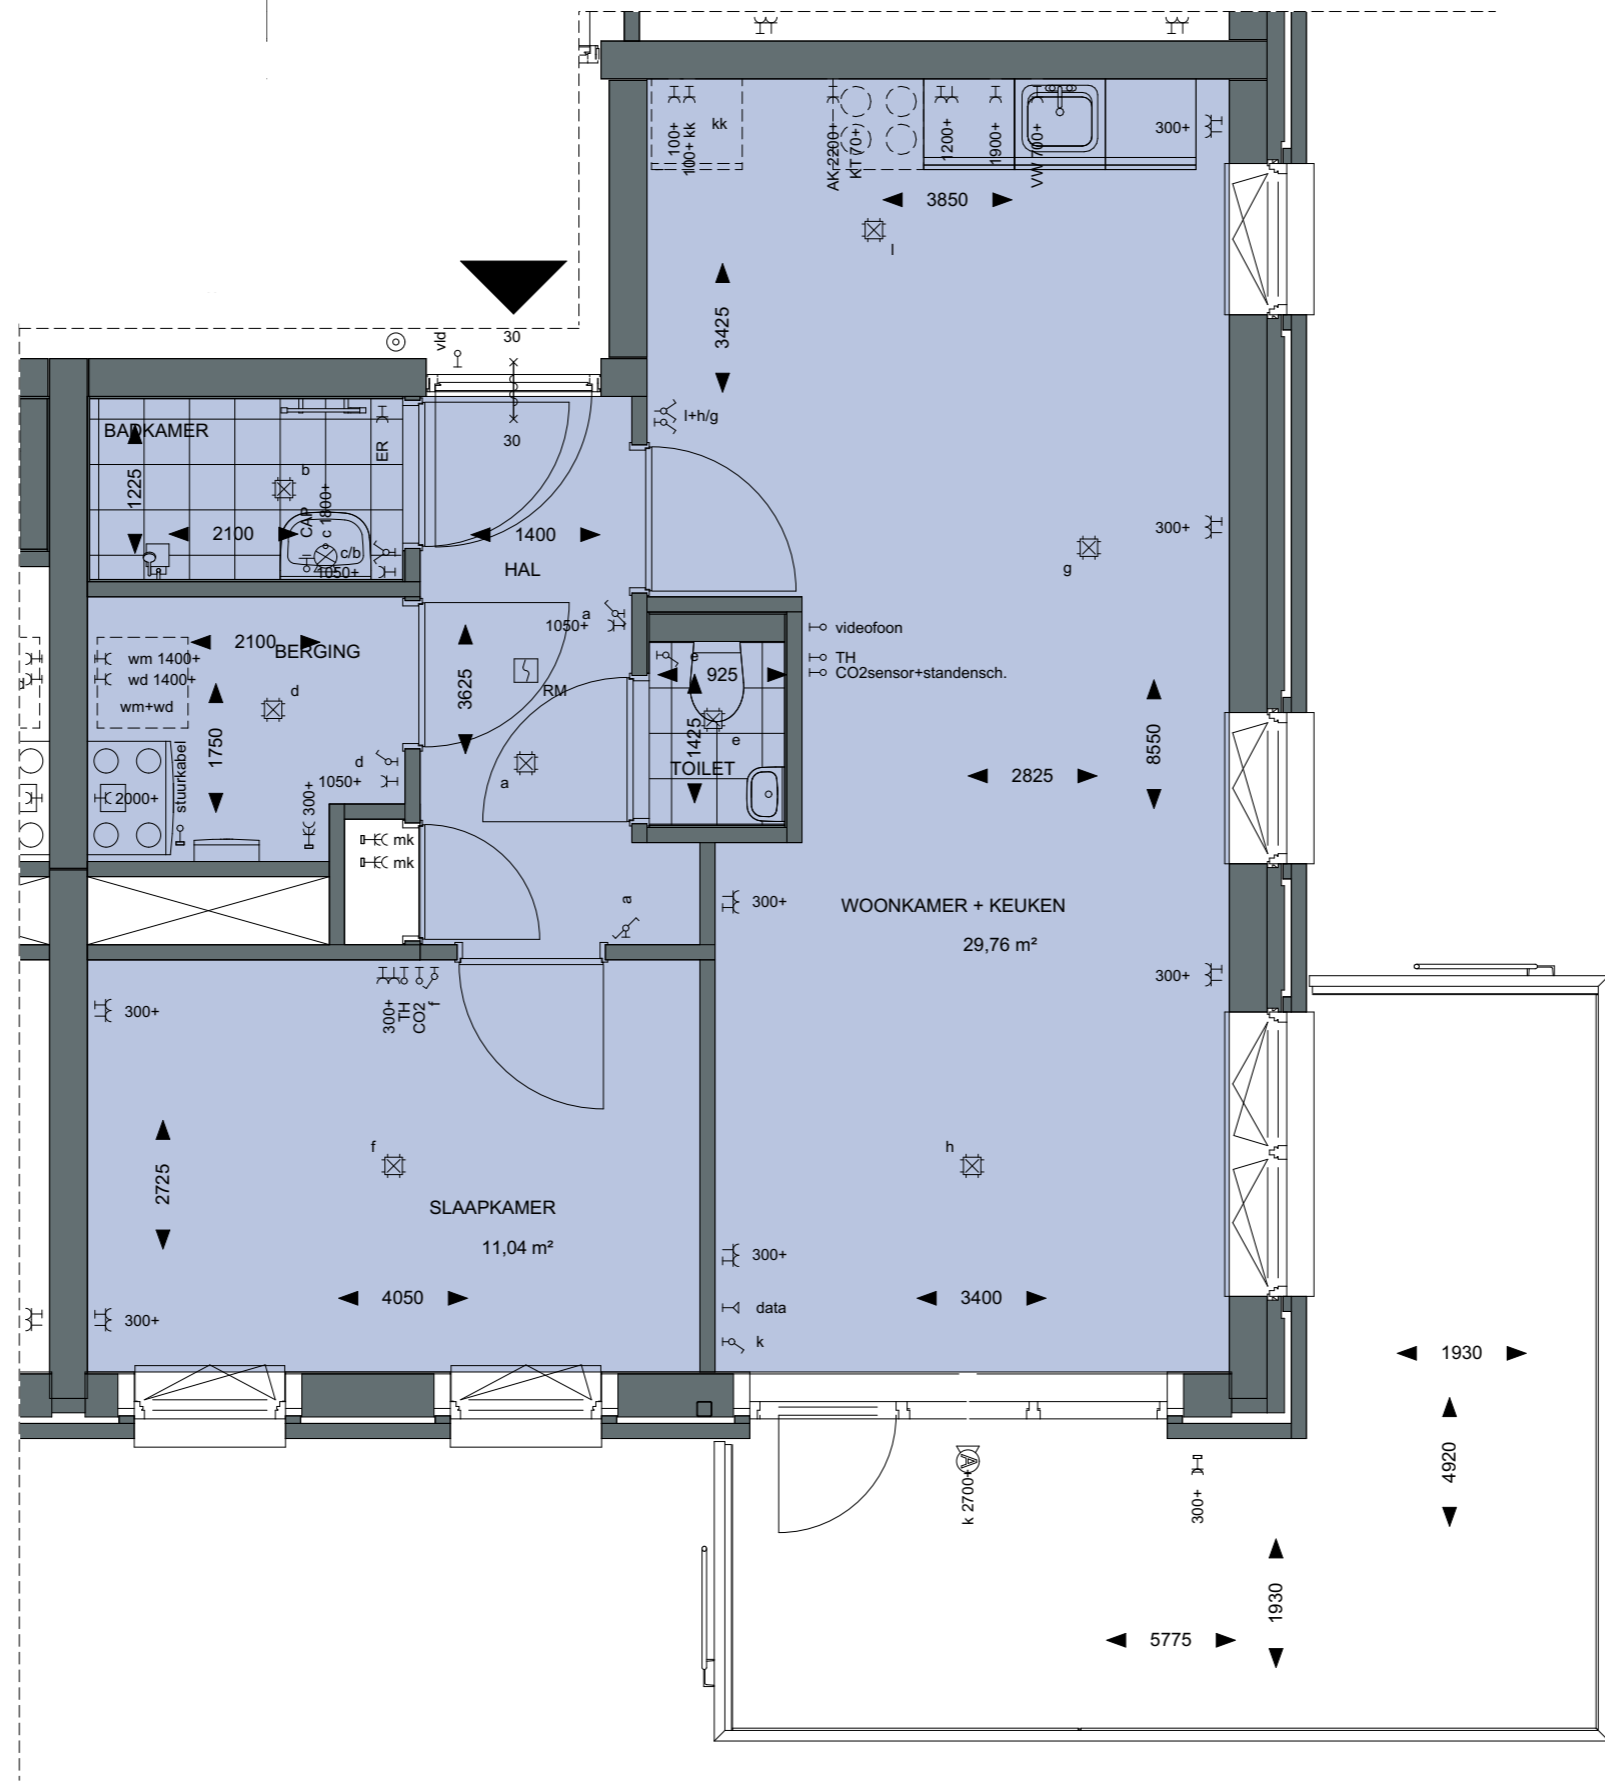 100+
100+ kk
kk
AK 2200+
KT 70+
1200+
1900+
VW 700+
300+
3850
l
3425
vld
30
30
l+h/g
BADKAMER
ER
1225
b
CAP
c 1800+
2100
c/b
1050+
1400
HAL
300+
g
a
1050+
videofoon
TH
CO2sensor+standensch.
2100
BERGING
wm 1400+
wd 1400+
wm+wd
d
3625
RM
e
925
1425
e
TOILET
1750
stuurkabel
d
1050+
2000+
300+
a
2825
8550
mk
mk
a
300+
WOONKAMER + KEUKEN
29,76 m²
300+
300+
300+
TH
CO2
f
f
h
2725
SLAAPKAMER
11,04 m²
300+
4050
3400
data
300+
k
1930
4920
A
k 2700+
300+
1930
5775